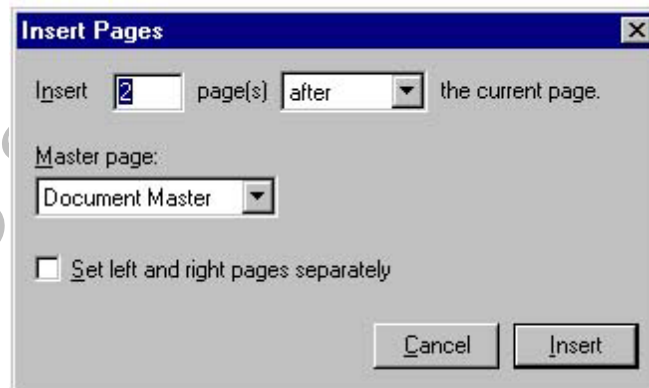 Insert Pages
Insert 2 page(s) after the current page.
Master page:
Document Master
Set left and right pages separately
Cancel Insert